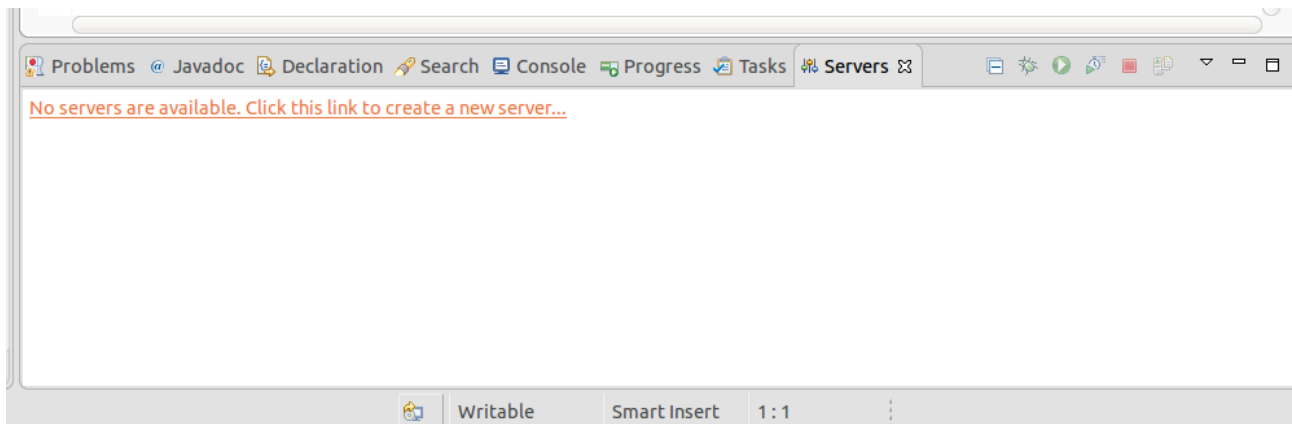 Problems @ Javadoc Declaration Search Console Progress Tasks Servers
No servers are available. Click this link to create a new server...
Writable Smart Insert 1 : 1